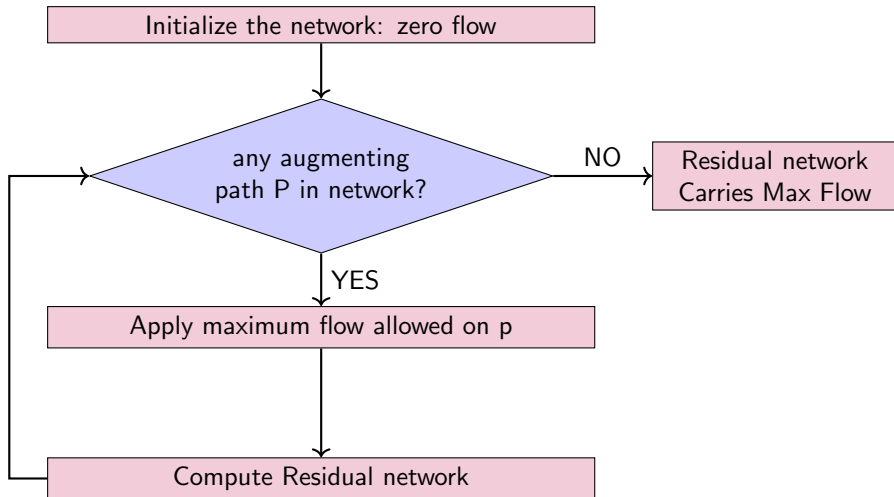 Initialize the network: zero flow
any augmenting
path P in network?
NO
Residual network
Carries Max Flow
YES
Apply maximum flow allowed on p
Compute Residual network